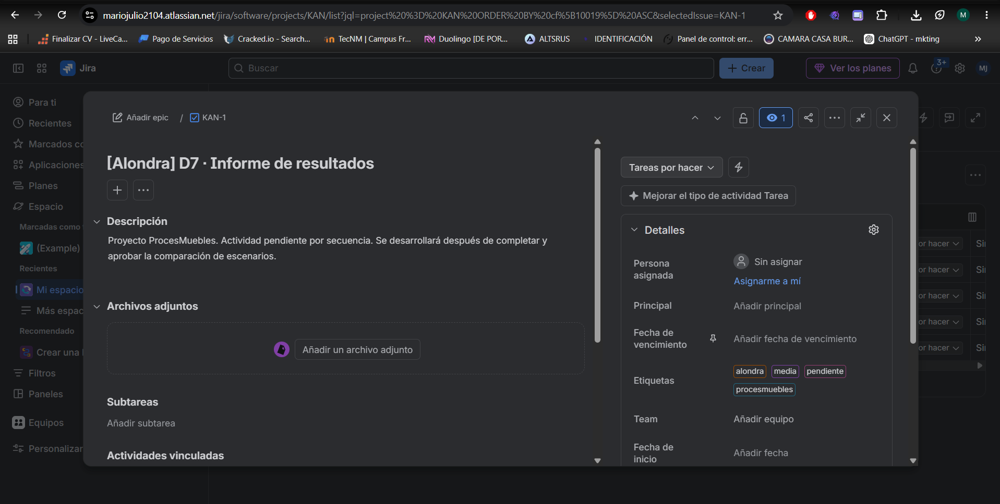 mariojulio2104.atlassian.net/jira/software/projects/KAN/list?jql=project%20%3D%20KAN%20ORDER%20BY%20cf%5B10019%5D%20ASC&selectedIssue=KAN-1
M
Finalizar CV - LiveCa...
Pago de Servicios
Cracked.io - Search...
TecNM | Campus Fr...
Duolingo [DE POR...
ALTSRUS
IDENTIFICACIÓN
Panel de control: err...
CAMARA CASA BUR...
ChatGPT - mkting
Jira
Buscar
+ Crear
Ver los planes
3+
MJ
Para ti
Recientes
Marcados co
Aplicaciones
Planes
Espacio
Marcadas como
(Example)
Recientes
Mi espacio
Más espac
Recomendado
Crear una
Filtros
Paneles
Equipos
Personalizar
Añadir epic / KAN-1
1
[Alondra] D7 · Informe de resultados
Descripción
Proyecto ProcesMuebles. Actividad pendiente por secuencia. Se desarrollará después de completar y
aprobar la comparación de escenarios.
Archivos adjuntos
Añadir un archivo adjunto
Subtareas
Añadir subtarea
Actividades vinculadas
Tareas por hacer
Mejorar el tipo de actividad Tarea
Detalles
Persona
asignada
Sin asignar
Asignarme a mí
Principal
Añadir principal
Fecha de
vencimiento
Añadir fecha de vencimiento
Etiquetas
alondra media pendiente
procesmuebles
Team
Añadir equipo
Fecha de
inicio
Añadir fecha
or hacer Sin
or hacer Sin
or hacer Sin
or hacer Sin
or hacer Sin